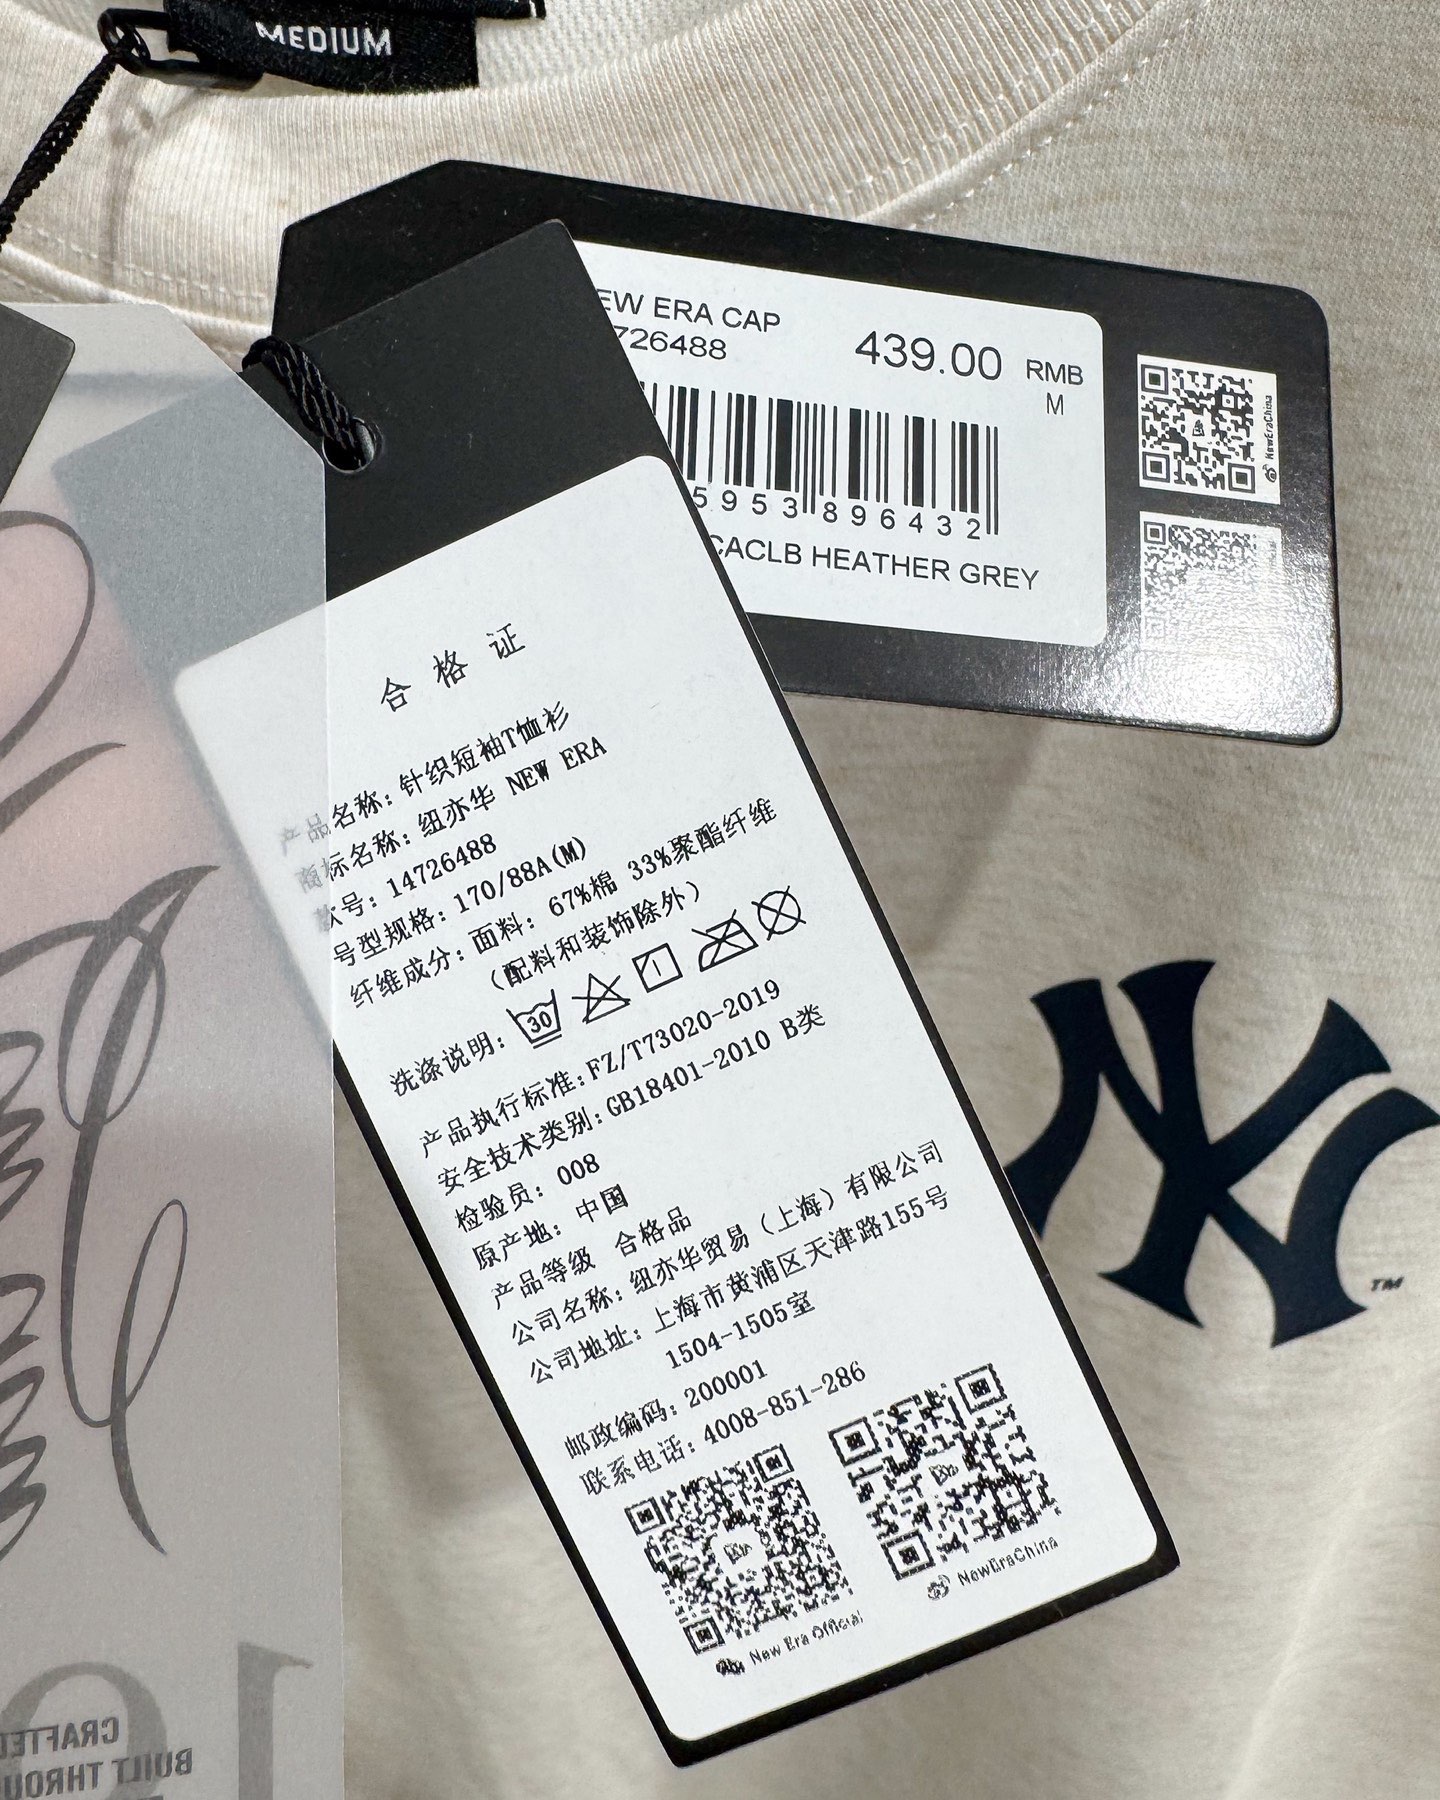 MEDIUM
EW ERA CAP
726488
439.00 RMB
M
5953 896432
CACLB HEATHER GREY
NewEraChina
合格证
产品名称：针织短袖T恤衫
商标名称：纽亦华 NEW ERA
款号：14726488
号型规格：170/88A(M)
纤维成分：面料：67%棉 33%聚酯纤维
（配料和装饰除外）
洗涤说明：
30
产品执行标准：FZ/T73020-2019
安全技术类别：GB18401-2010 B类
检验员：008
原产地：中国
产品等级 合格品
公司名称：纽亦华贸易（上海）有限公司
公司地址：上海市黄浦区天津路155号
1504-1505室
邮政编码：200001
联系电话：4008-851-286
New Era Official
NewEraChina
NY
TM
CRAFTED
BUILT THROU